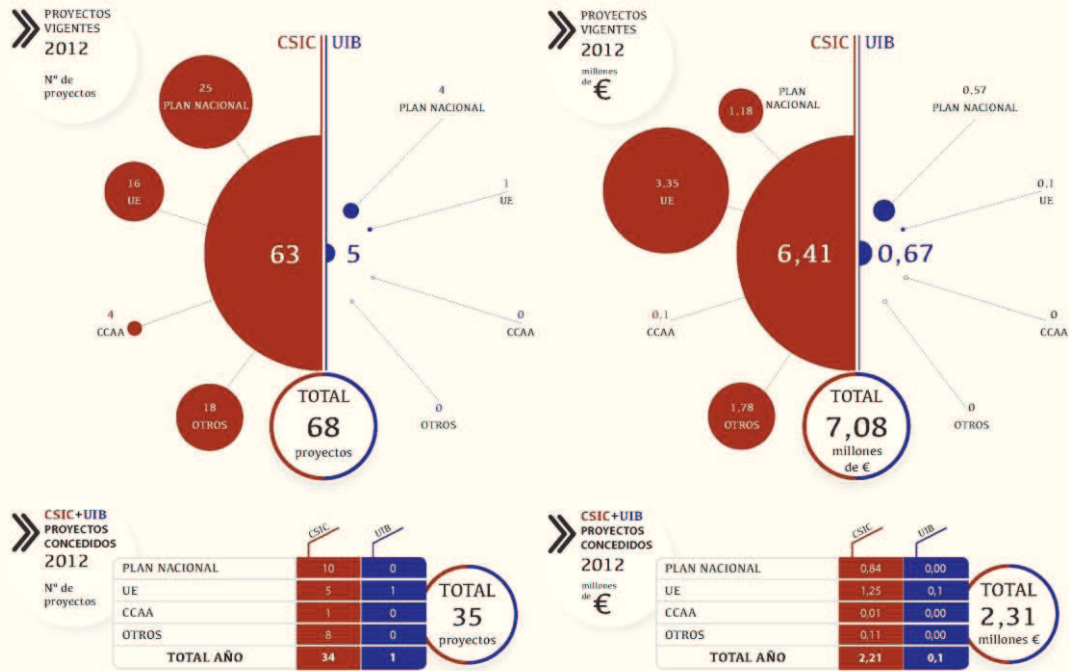 PROYECTOS
VIGENTES
2012
Nº de
proyectos
CSIC UIB
25
PLAN NACIONAL
16
UE
4
CCAA
18
OTROS
63
5
4
PLAN NACIONAL
1
UE
0
CCAA
0
OTROS
TOTAL
68
proyectos
PROYECTOS
VIGENTES
2012
millones
de €
CSIC UIB
1,18
PLAN
NACIONAL
3,35
UE
0,1
CCAA
1,78
OTROS
6,41
0,67
0,57
PLAN NACIONAL
0,1
UE
0
CCAA
0
OTROS
TOTAL
7,08
millones
de €
CSIC+UIB
PROYECTOS
CONCEDIDOS
2012
Nº de
proyectos
CSIC UIB
PLAN NACIONAL 10 0
UE 5 1
CCAA 1 0
OTROS 8 0
TOTAL AÑO 34 1
TOTAL
35
proyectos
CSIC+UIB
PROYECTOS
CONCEDIDOS
2012
millones
de €
CSIC UIB
PLAN NACIONAL 0,84 0,00
UE 1,25 0,1
CCAA 0,01 0,00
OTROS 0,11 0,00
TOTAL AÑO 2,21 0,1
TOTAL
2,31
millones €